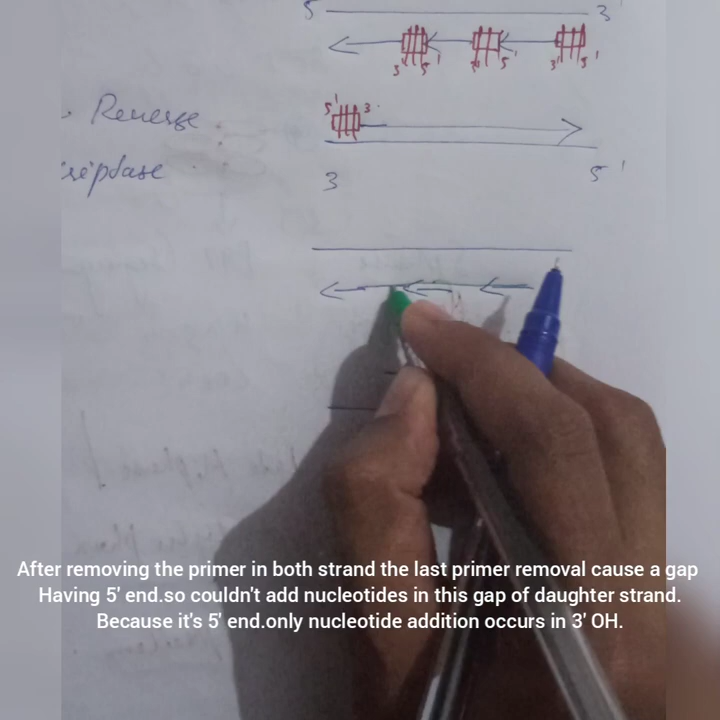 5 3'
3' 5' 3' 5' 3' 5'
5' 3'
Reverse
3 5'
After removing the primer in both strand the last primer removal cause a gap
Having 5' end.so couldn't add nucleotides in this gap of daughter strand.
Because it's 5' end.only nucleotide addition occurs in 3' OH.